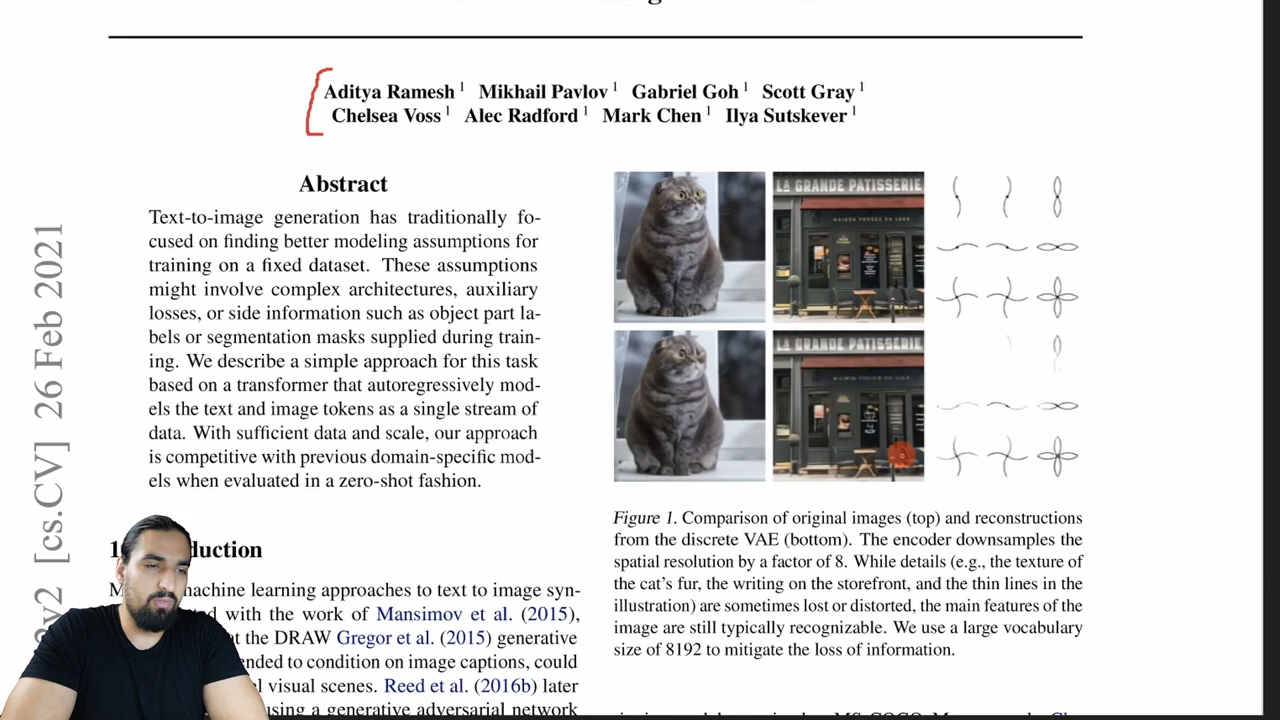 Aditya Ramesh 1 Mikhail Pavlov 1 Gabriel Goh 1 Scott Gray 1
Chelsea Voss 1 Alec Radford 1 Mark Chen 1 Ilya Sutskever 1
Abstract
Text-to-image generation has traditionally fo-
cused on finding better modeling assumptions for
training on a fixed dataset. These assumptions
might involve complex architectures, auxiliary
losses, or side information such as object part la-
bels or segmentation masks supplied during train-
ing. We describe a simple approach for this task
based on a transformer that autoregressively mod-
els the text and image tokens as a single stream of
data. With sufficient data and scale, our approach
is competitive with previous domain-specific mod-
els when evaluated in a zero-shot fashion.
duction
machine learning approaches to text to image syn-
with the work of Mansimov et al. (2015),
the DRAW Gregor et al. (2015) generative
ended to condition on image captions, could
visual scenes. Reed et al. (2016b) later
using a generative adversarial network
LA GRANDE PATISSERIE
LA GRANDE PATISSERIE
Figure 1. Comparison of original images (top) and reconstructions
from the discrete VAE (bottom). The encoder downsamples the
spatial resolution by a factor of 8. While details (e.g., the texture of
the cat's fur, the writing on the storefront, and the thin lines in the
illustration) are sometimes lost or distorted, the main features of the
image are still typically recognizable. We use a large vocabulary
size of 8192 to mitigate the loss of information.
v2 [cs.CV] 26 Feb 2021